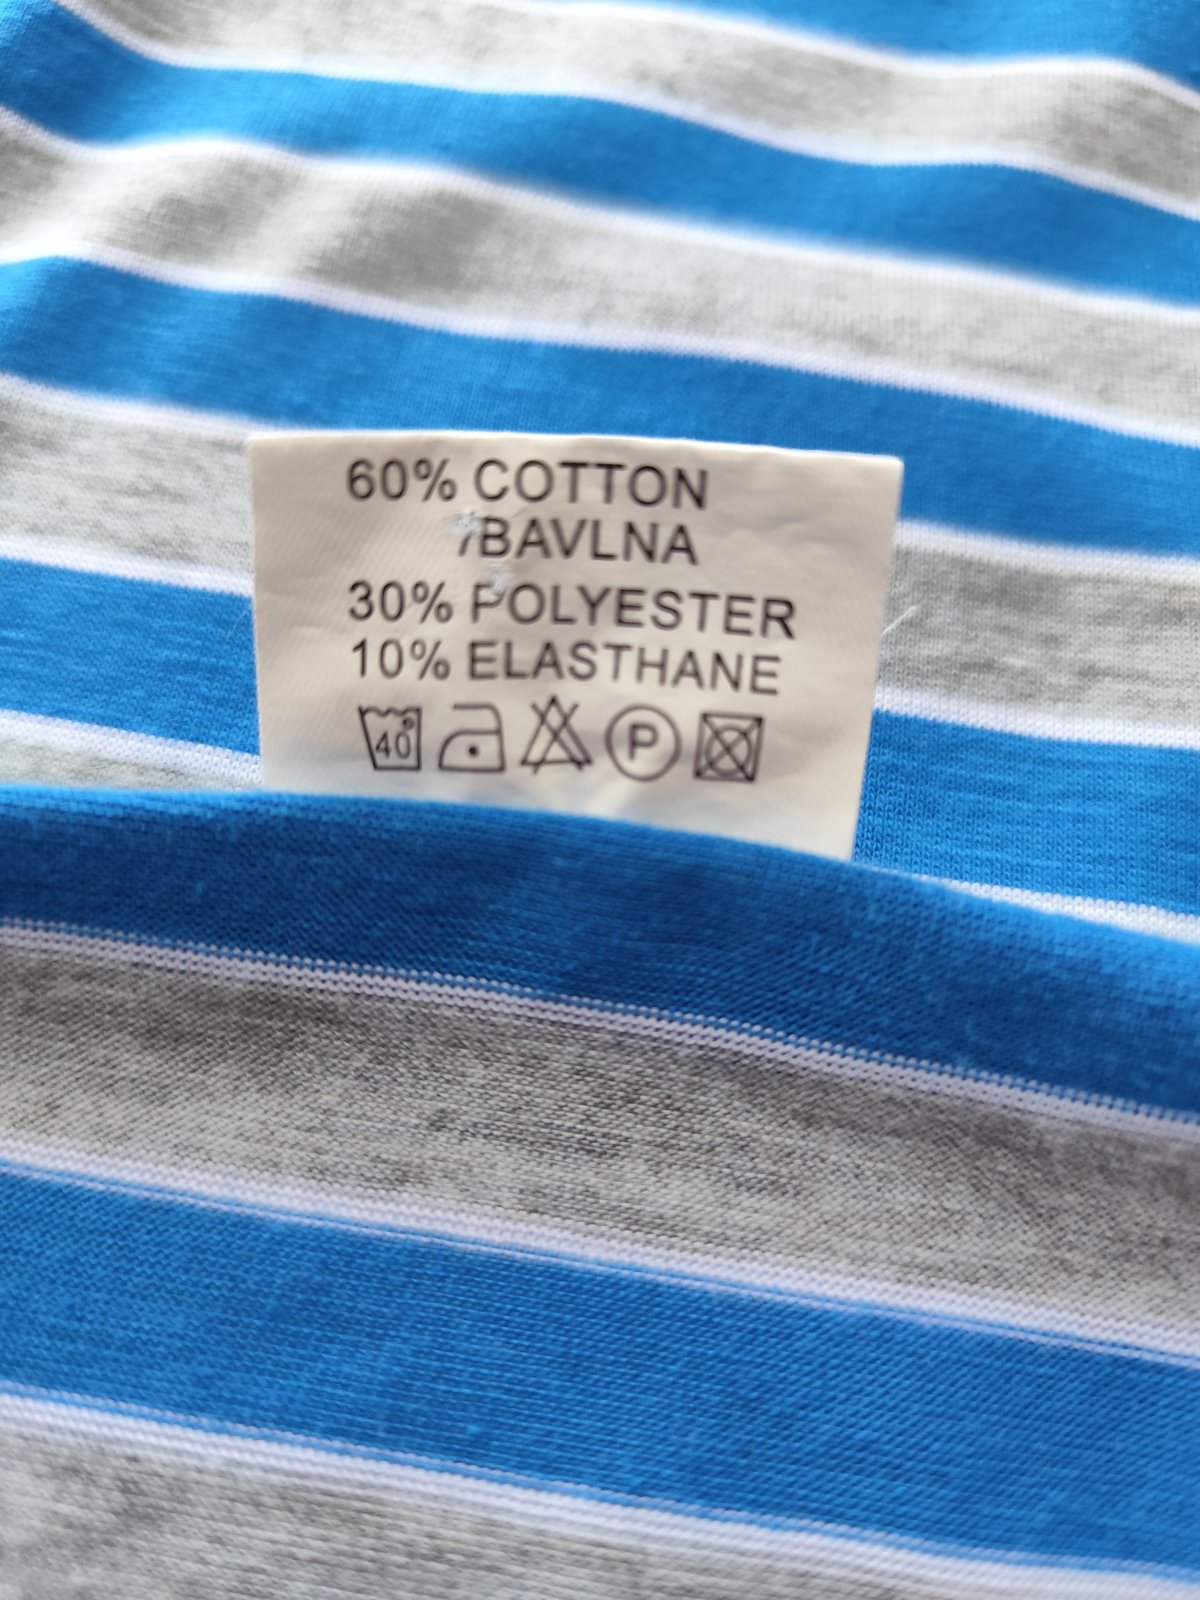 60% COTTON
/BAVLNA
30% POLYESTER
10% ELASTHANE
40°
P